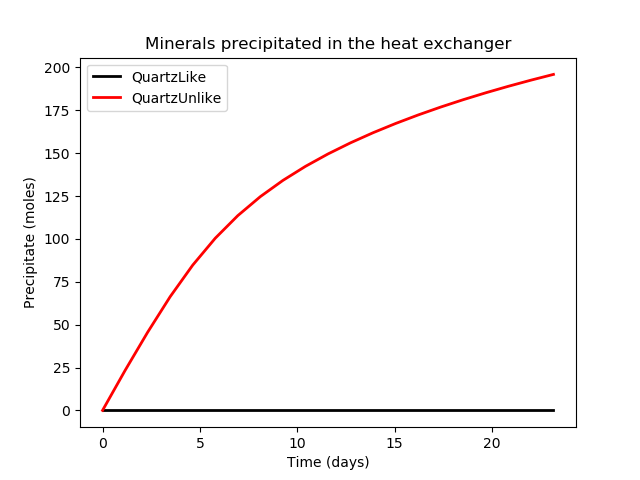 Minerals precipitated in the heat exchanger
QuartzLike
QuartzUnlike
200
175
150
125
100
75
50
25
0
Precipitate (moles)
0 5 10 15 20
Time (days)